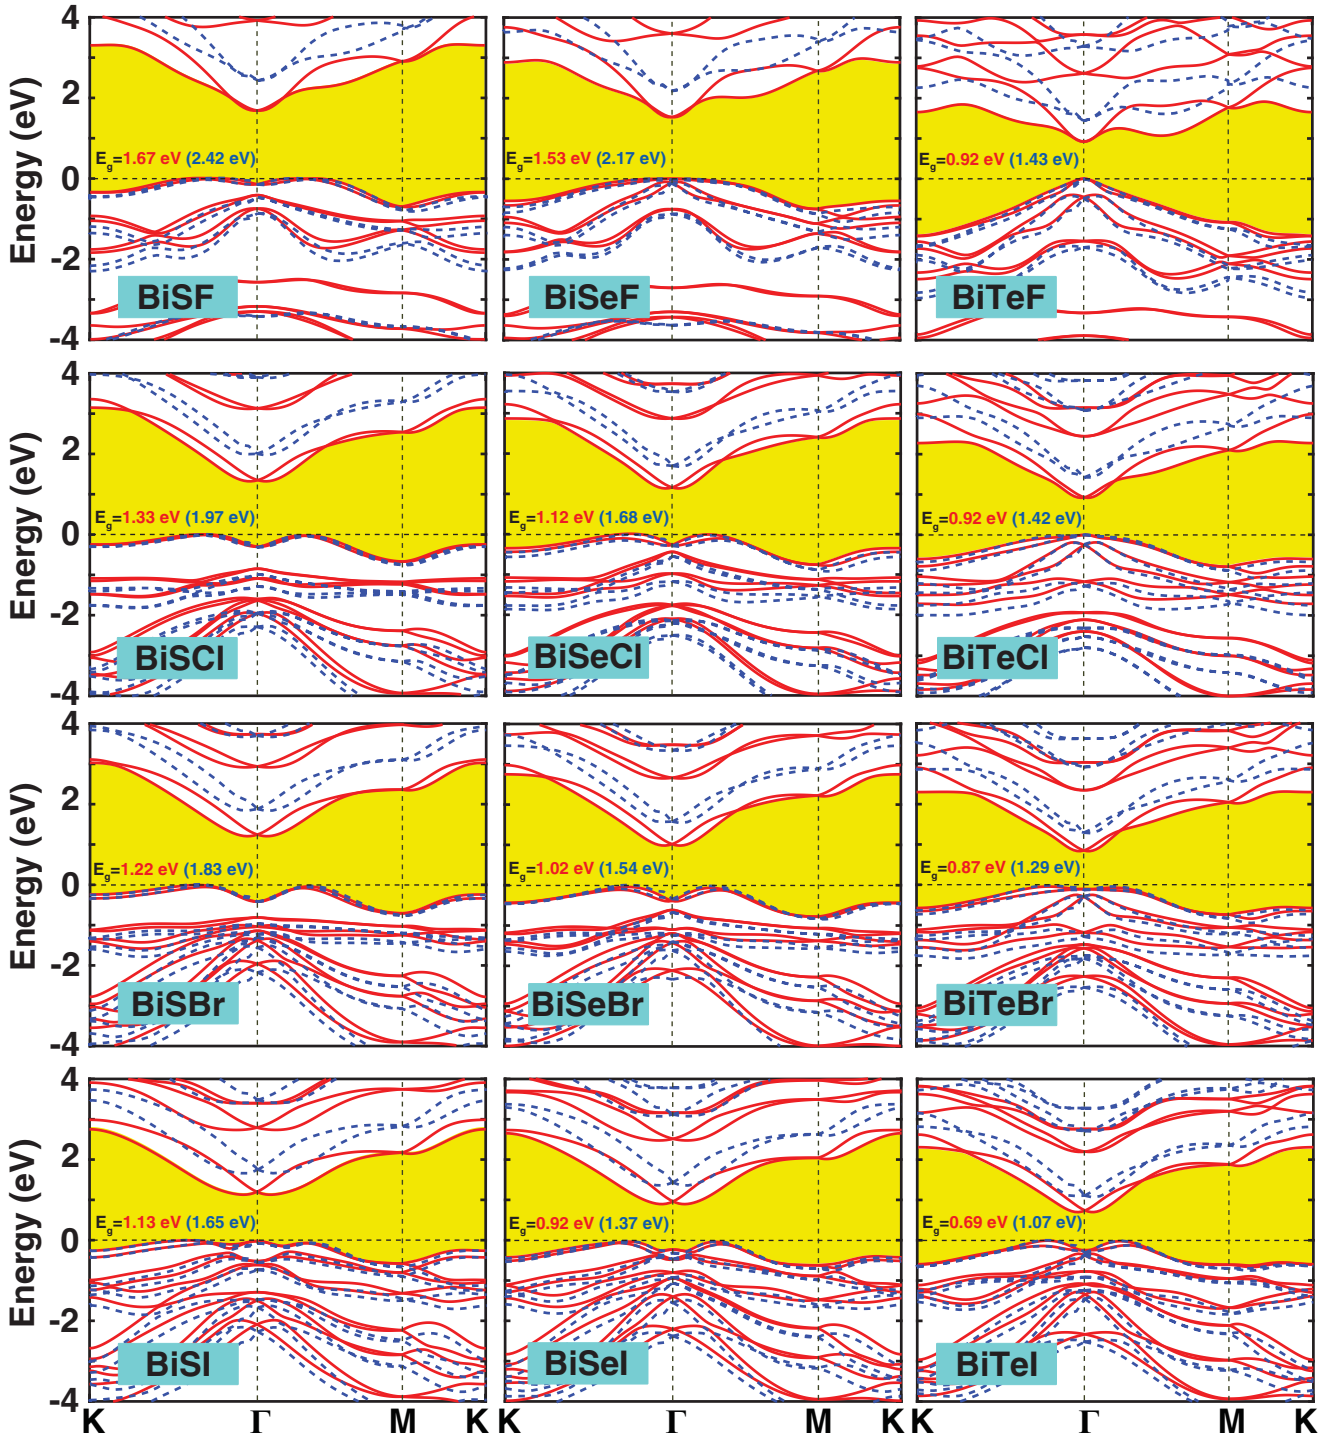 4 2 0 -2 -4
Energy (eV)
Eg=1.67 eV (2.42 eV)
BiSF
Eg=1.53 eV (2.17 eV)
BiSeF
Eg=0.92 eV (1.43 eV)
BiTeF
4 2 0 -2 -4
Energy (eV)
Eg=1.33 eV (1.97 eV)
BiSCl
Eg=1.12 eV (1.68 eV)
BiSeCl
Eg=0.92 eV (1.42 eV)
BiTeCl
4 2 0 -2 -4
Energy (eV)
Eg=1.22 eV (1.83 eV)
BiSBr
Eg=1.02 eV (1.54 eV)
BiSeBr
Eg=0.87 eV (1.29 eV)
BiTeBr
4 2 0 -2 -4
Energy (eV)
Eg=1.13 eV (1.65 eV)
BiSI
Eg=0.92 eV (1.37 eV)
BiSeI
Eg=0.69 eV (1.07 eV)
BiTeI
K Γ M K K Γ M K K Γ M K